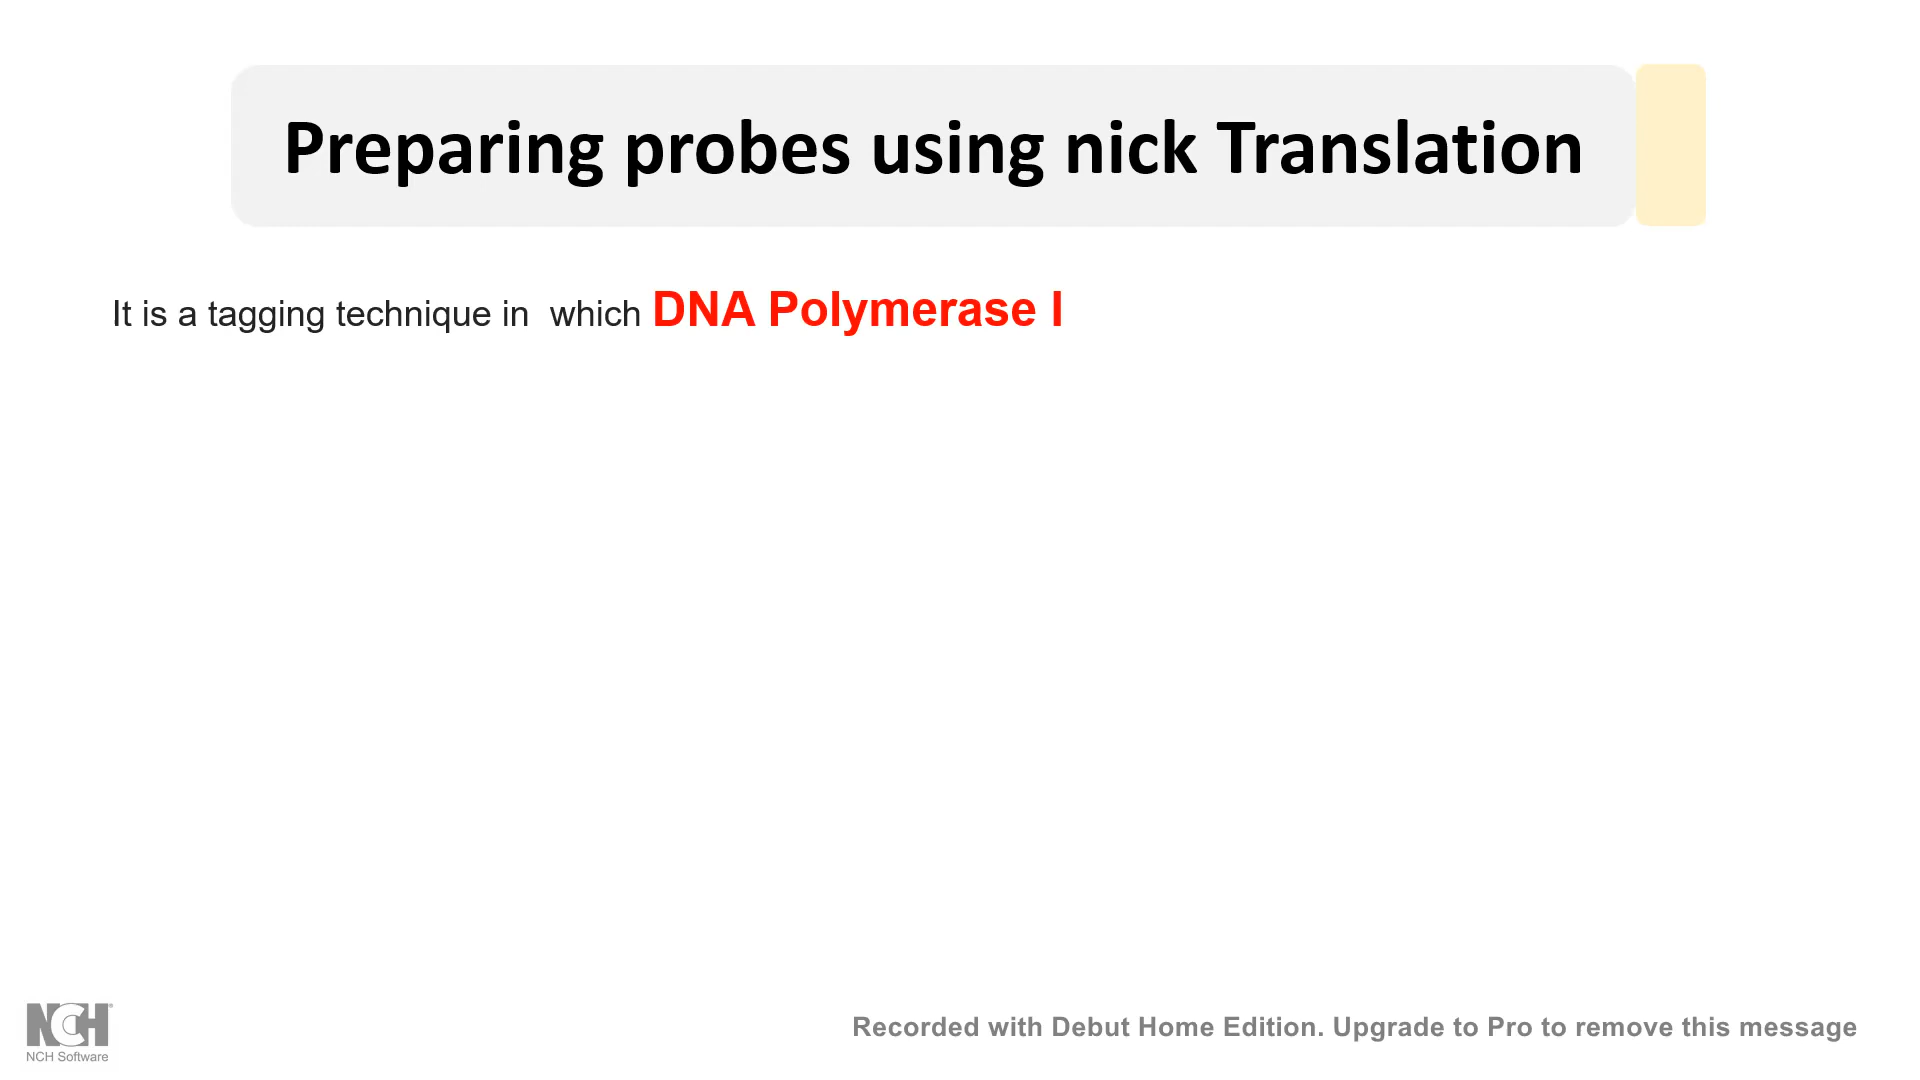 Preparing probes using nick Translation
It is a tagging technique in which DNA Polymerase I
NCH
NCH Software
Recorded with Debut Home Edition. Upgrade to Pro to remove this message